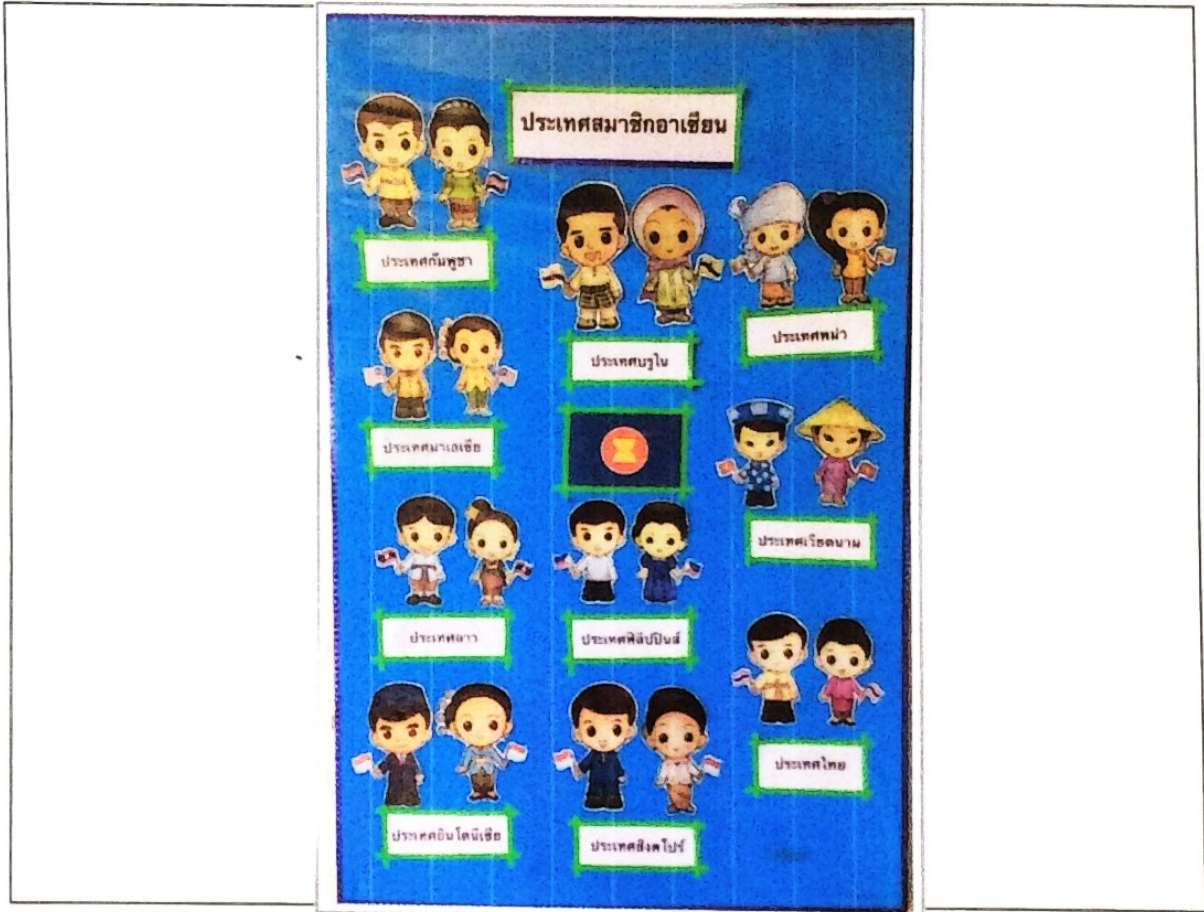 ประเทศสมาชิกอาเซียน
ประเทศกัมพูชา
ประเทศบรูไน
ประเทศพม่า
ประเทศมาเลเซีย
ประเทศเวียดนาม
ประเทศลาว
ประเทศฟิลิปปินส์
ประเทศไทย
ประเทศอินโดนีเซีย
ประเทศสิงคโปร์